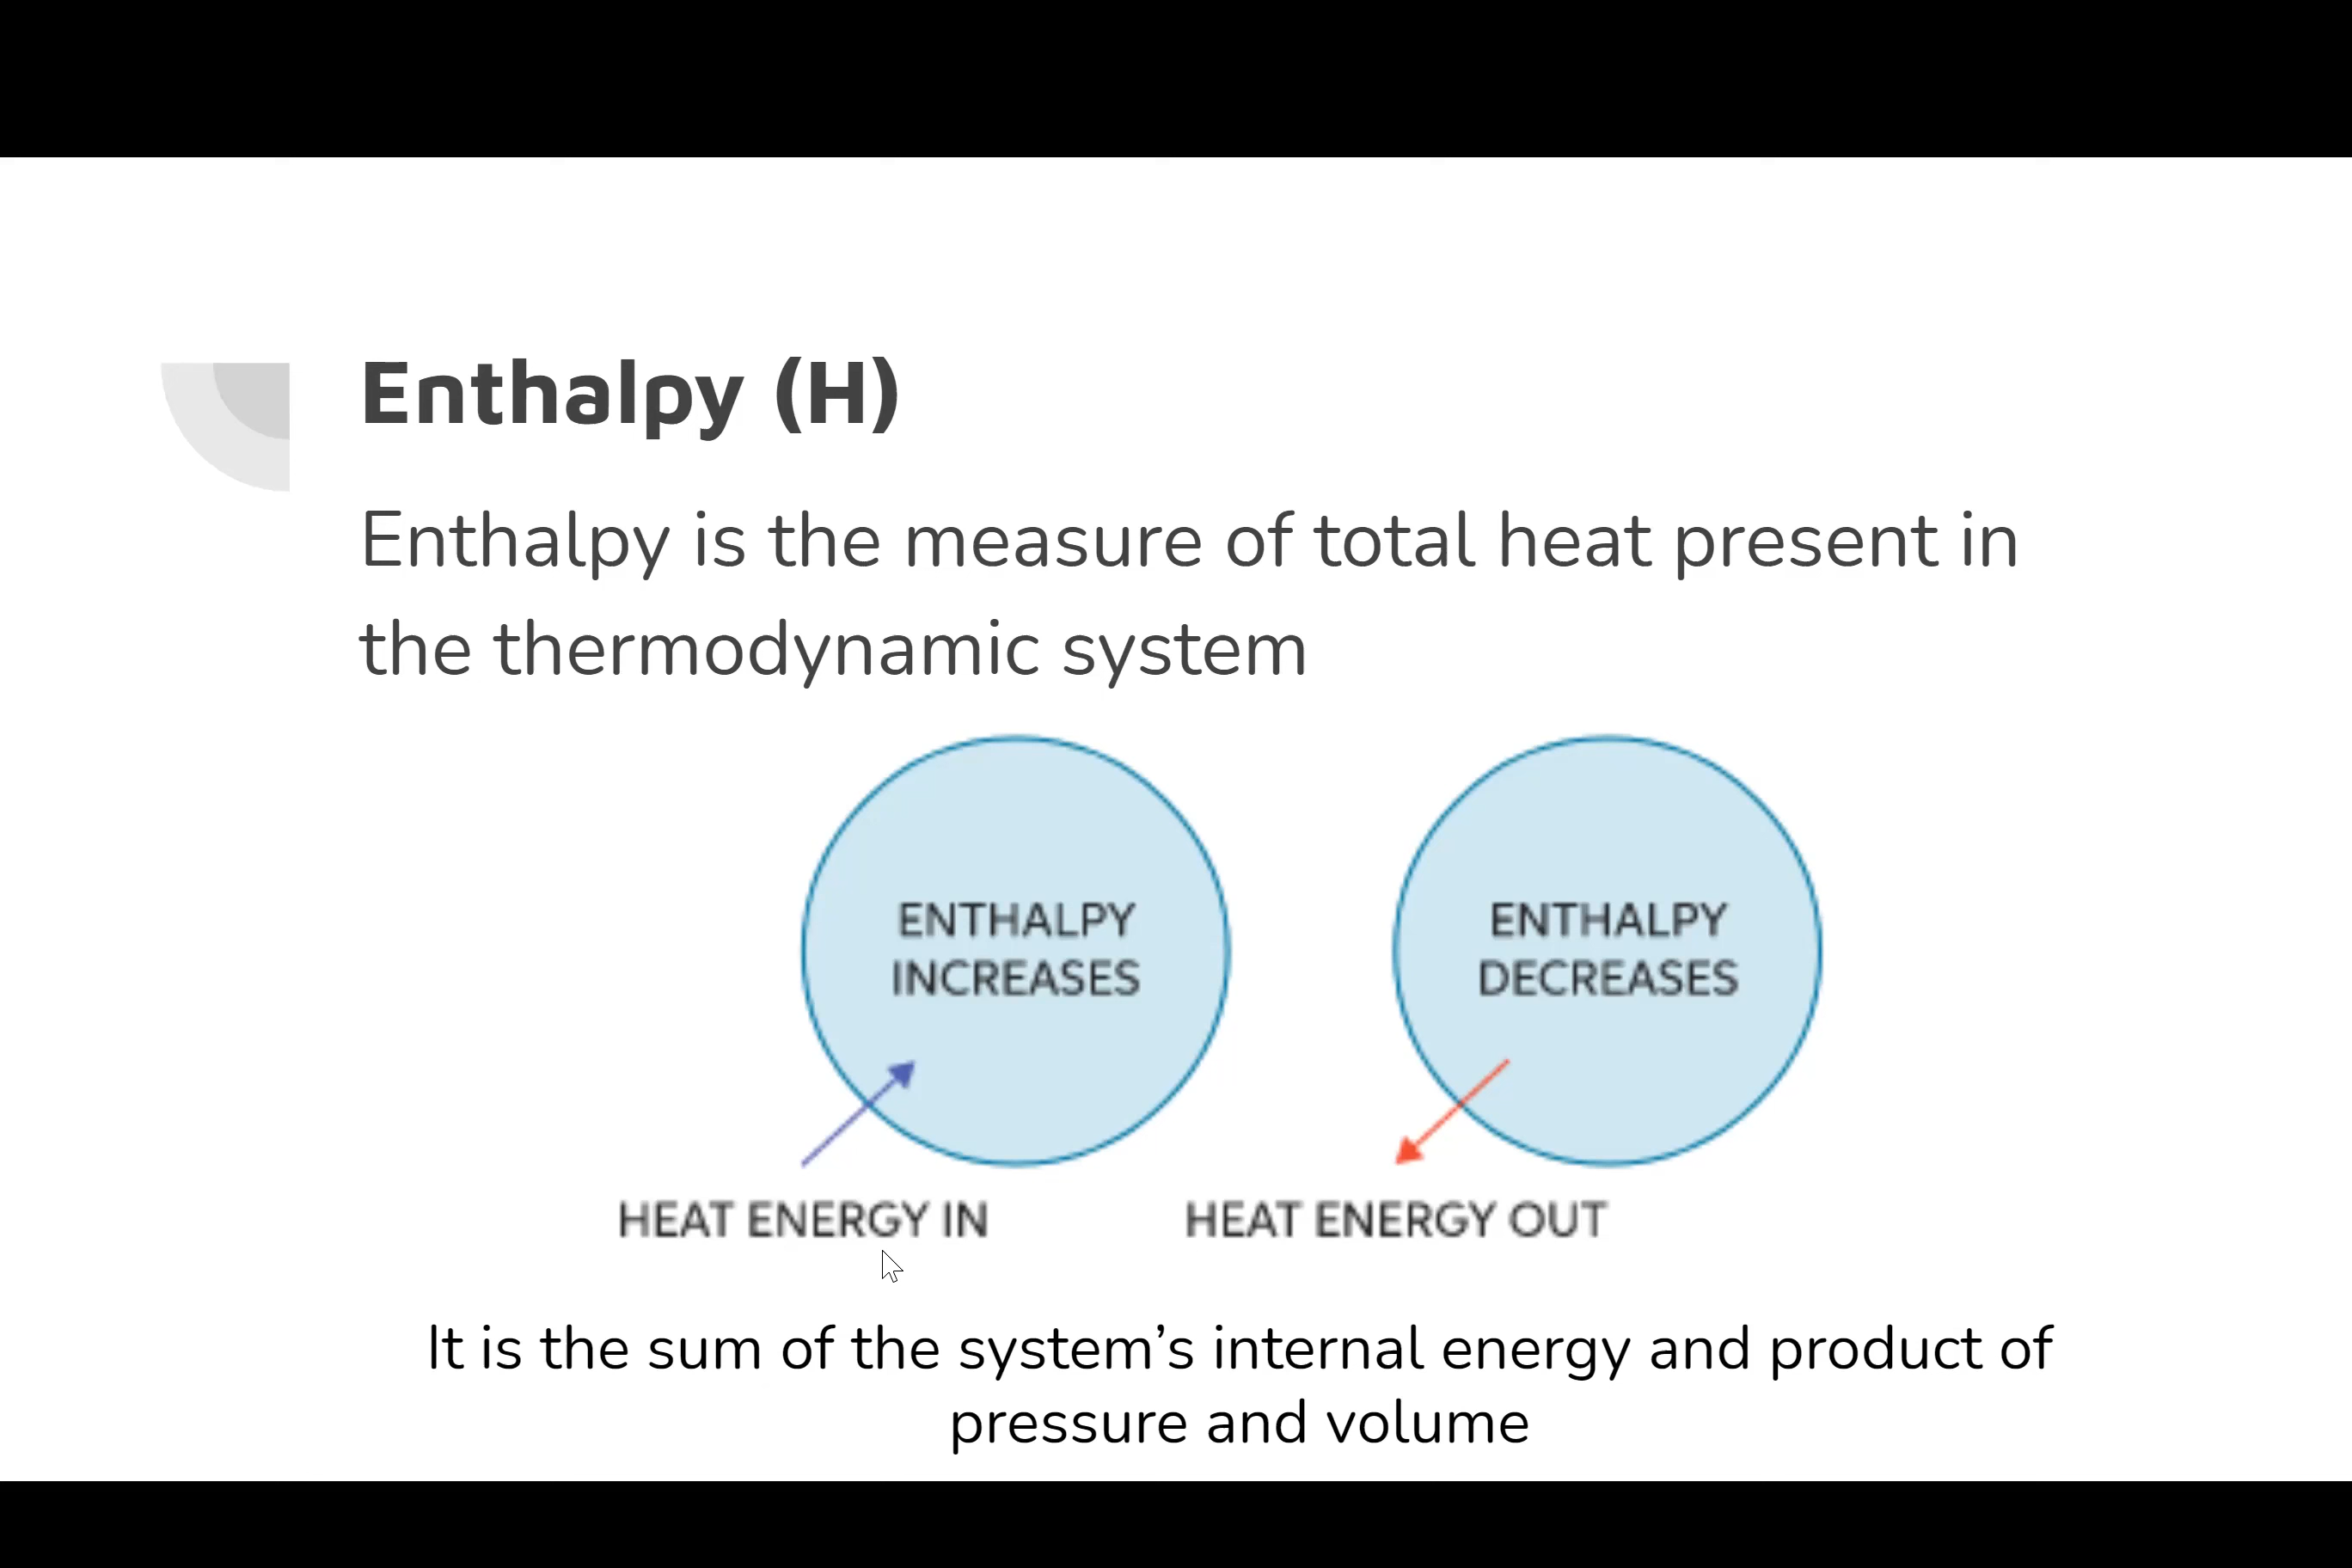 Enthalpy (H)
Enthalpy is the measure of total heat present in
the thermodynamic system
ENTHALPY
INCREASES
ENTHALPY
DECREASES
HEAT ENERGY IN
HEAT ENERGY OUT
It is the sum of the system’s internal energy and product of
pressure and volume